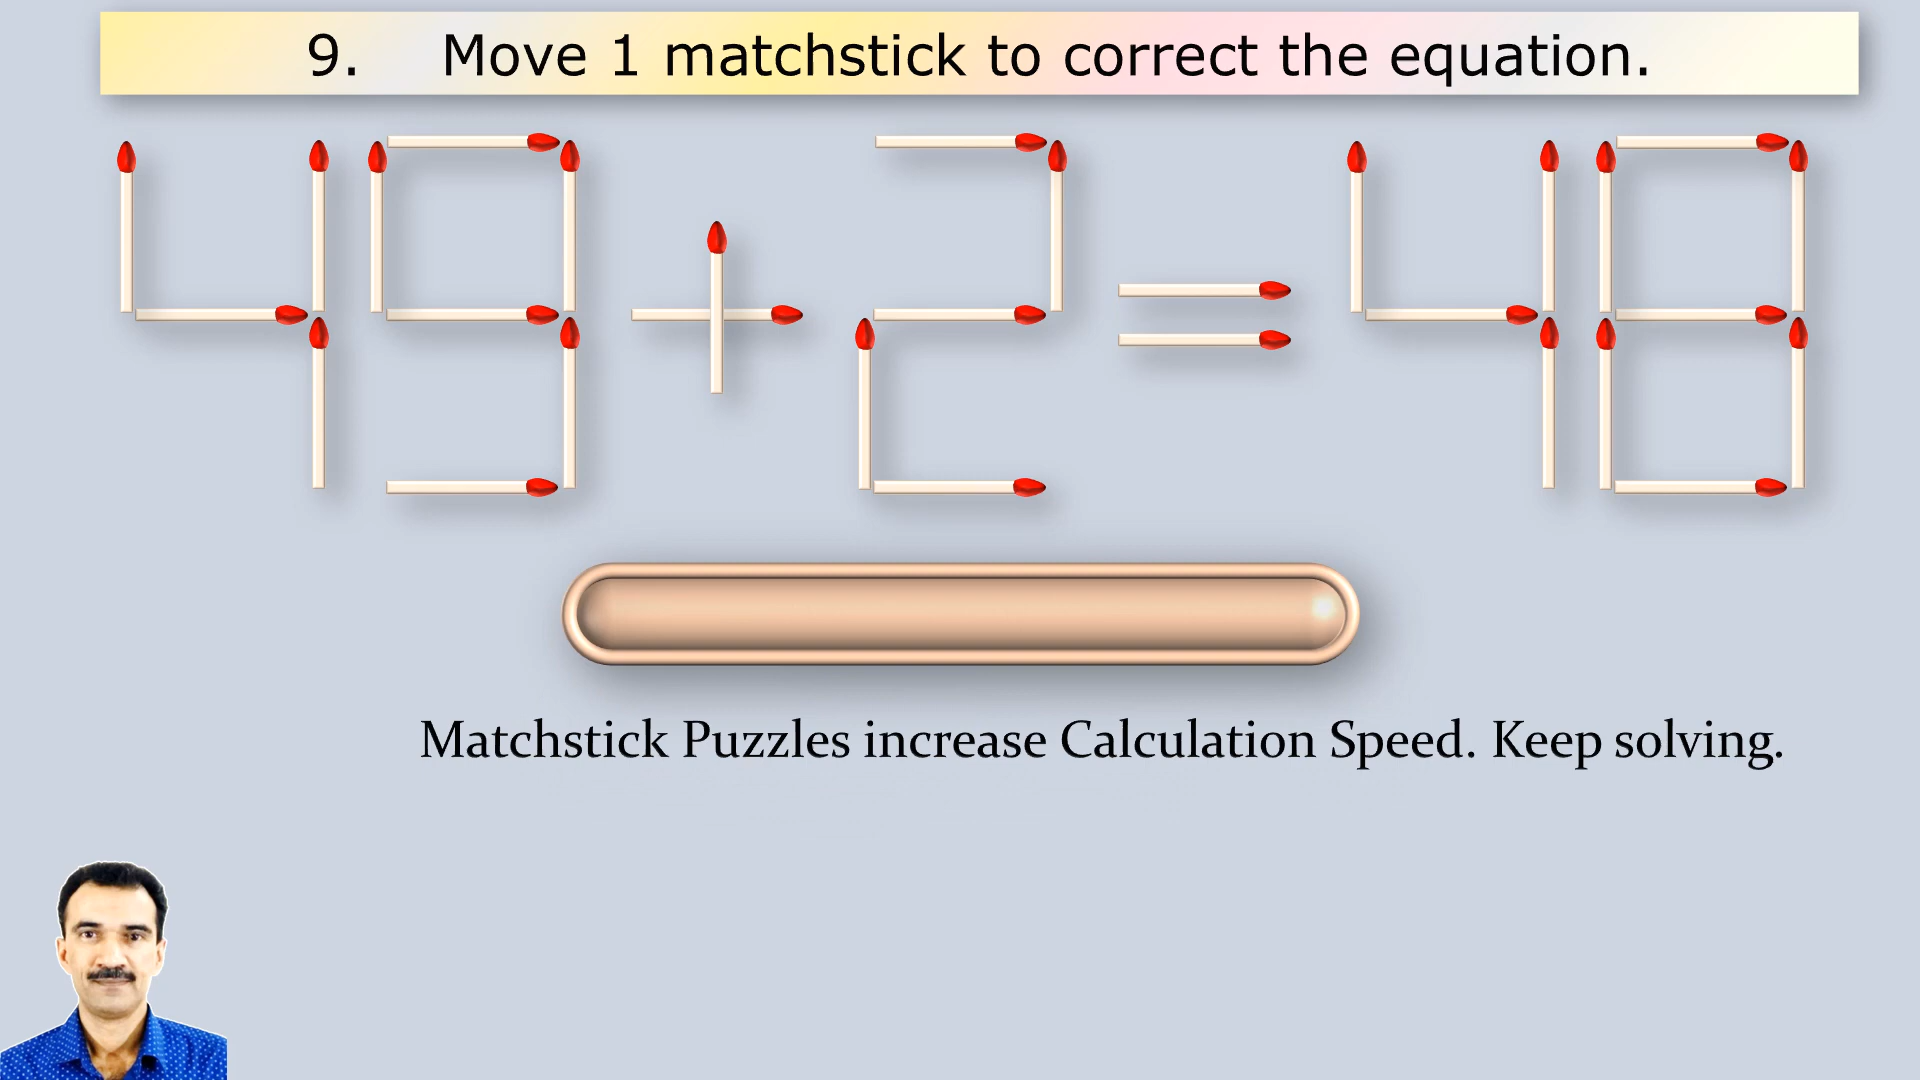 9. Move 1 matchstick to correct the equation.
49+2=48
Matchstick Puzzles increase Calculation Speed. Keep solving.